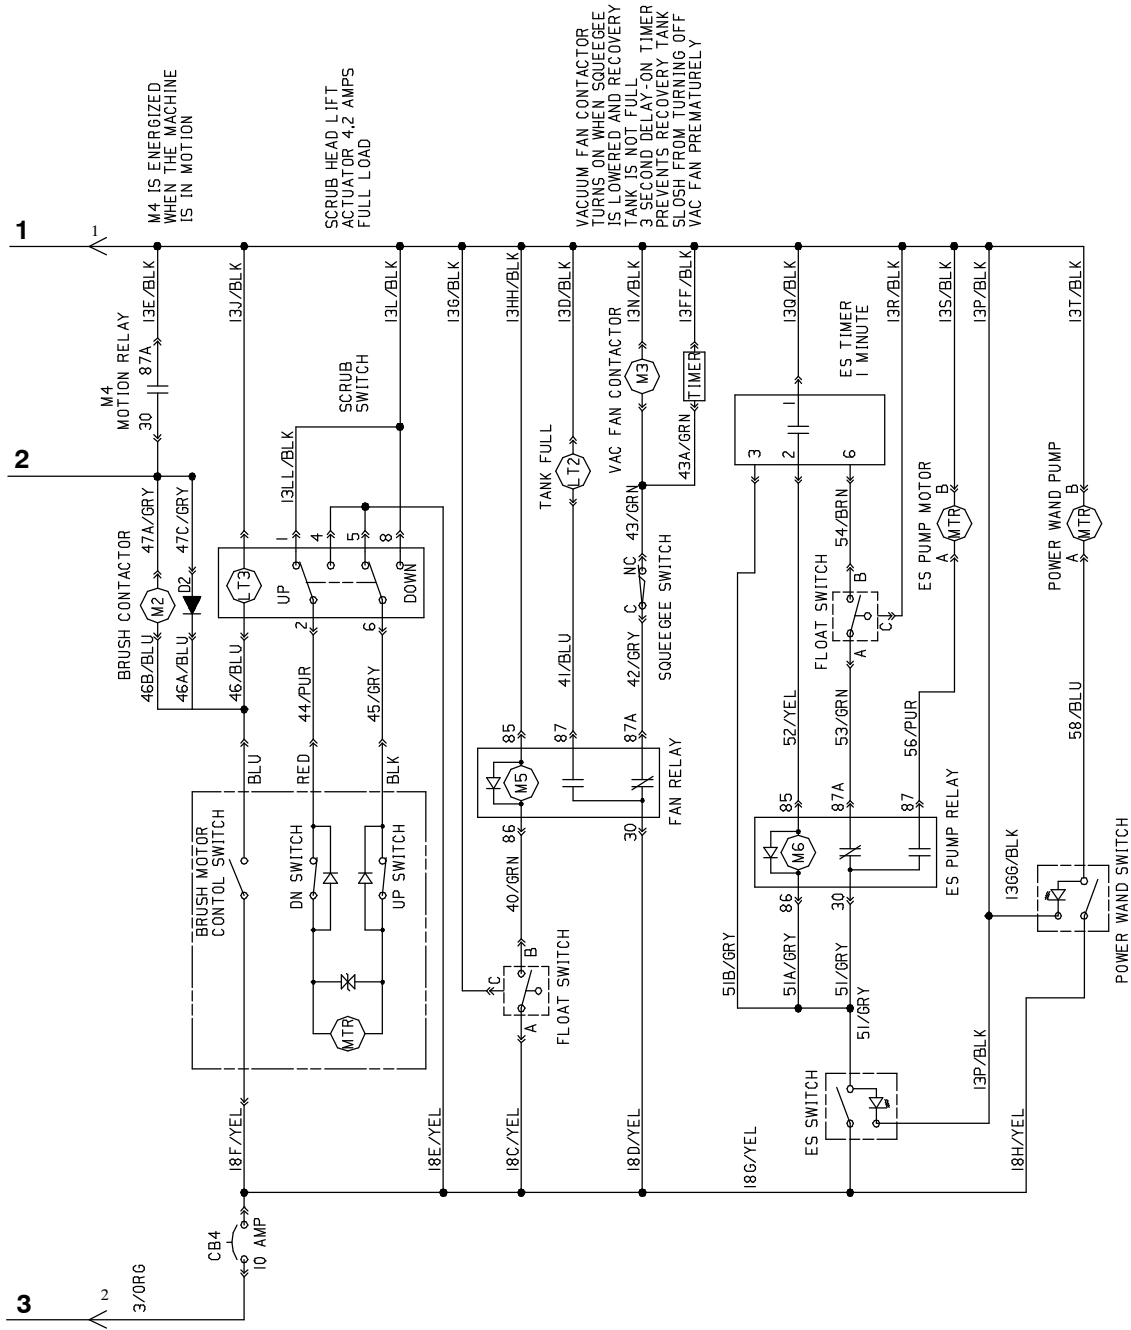 1
1
2
3
2
3/ORG
CB4
10 AMP
M4 IS ENERGIZED
WHEN THE MACHINE
IS IN MOTION
SCRUB HEAD LIFT
ACTUATOR 4.2 AMPS
FULL LOAD
VACUUM FAN CONTACTOR
TURNS ON WHEN SQUEEGEE
IS LOWERED AND RECOVERY
TANK IS NOT FULL
3 SECOND DELAY-ON TIMER
PREVENTS RECOVERY TANK
SLOSH FROM TURNING OFF
VAC FAN PREMATURELY
13E/BLK
13J/BLK
13L/BLK
13G/BLK
13HH/BLK
13D/BLK
13N/BLK
13FF/BLK
13Q/BLK
13R/BLK
13S/BLK
13P/BLK
13T/BLK
M4
MOTION RELAY
30
87A
BRUSH CONTACTOR
46B/BLU
M2
47A/GRY
46A/BLU
D2
47C/GRY
46/BLU
LT3
SCRUB
SWITCH
13LL/BLK
UP
DOWN
1
4
5
8
2
6
44/PUR
45/GRY
BLU
RED
BLK
BRUSH MOTOR
CONTOL SWITCH
DN SWITCH
UP SWITCH
MTR
18F/YEL
18E/YEL
18C/YEL
18D/YEL
18G/YEL
18H/YEL
FLOAT SWITCH
A
B
C
40/GRN
86
M5
85
30
87
87A
FAN RELAY
41/BLU
TANK FULL
LT2
42/GRY
C
NC
SQUEEGEE SWITCH
43/GRN
VAC FAN CONTACTOR
M3
43A/GRN
TIMER
ES TIMER
1 MINUTE
1
3
2
6
54/BRN
FLOAT SWITCH
A
B
C
52/YEL
53/GRN
56/PUR
ES PUMP MOTOR
A
MTR
B
POWER WAND PUMP
A
MTR
B
58/BLU
85
87A
87
M6
86
30
ES PUMP RELAY
51B/GRY
51A/GRY
51/GRY
51/GRY
ES SWITCH
13P/BLK
13GG/BLK
POWER WAND SWITCH